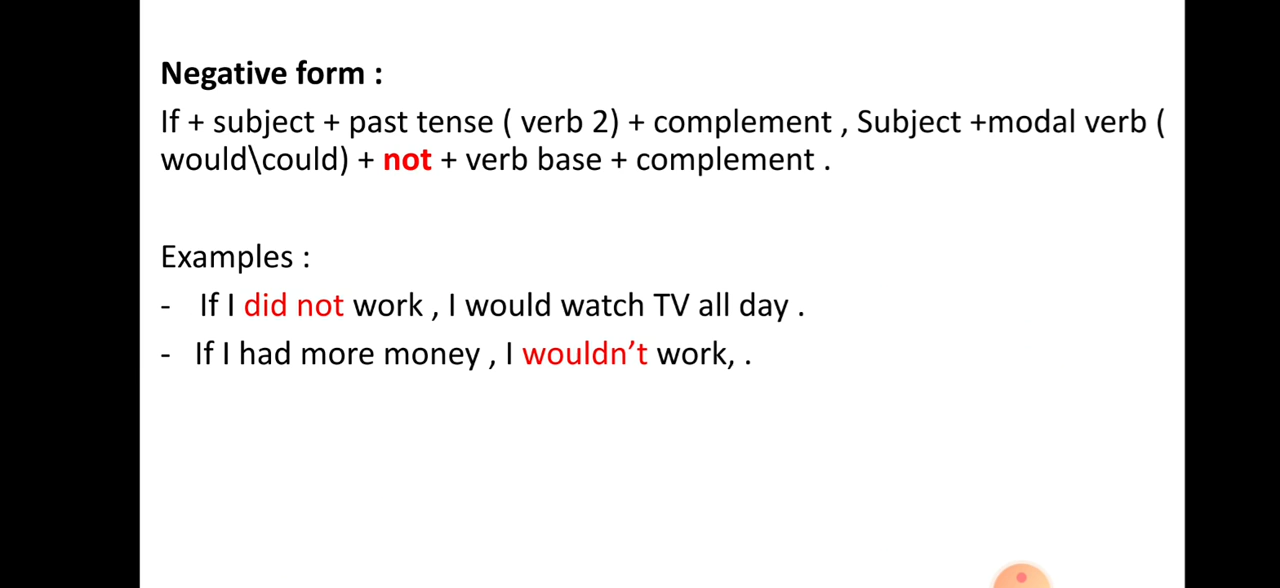 Negative form :
If + subject + past tense ( verb 2) + complement , Subject +modal verb (
would\could) + not + verb base + complement .
Examples :
- If I did not work , I would watch TV all day .
- If I had more money , I wouldn’t work, .